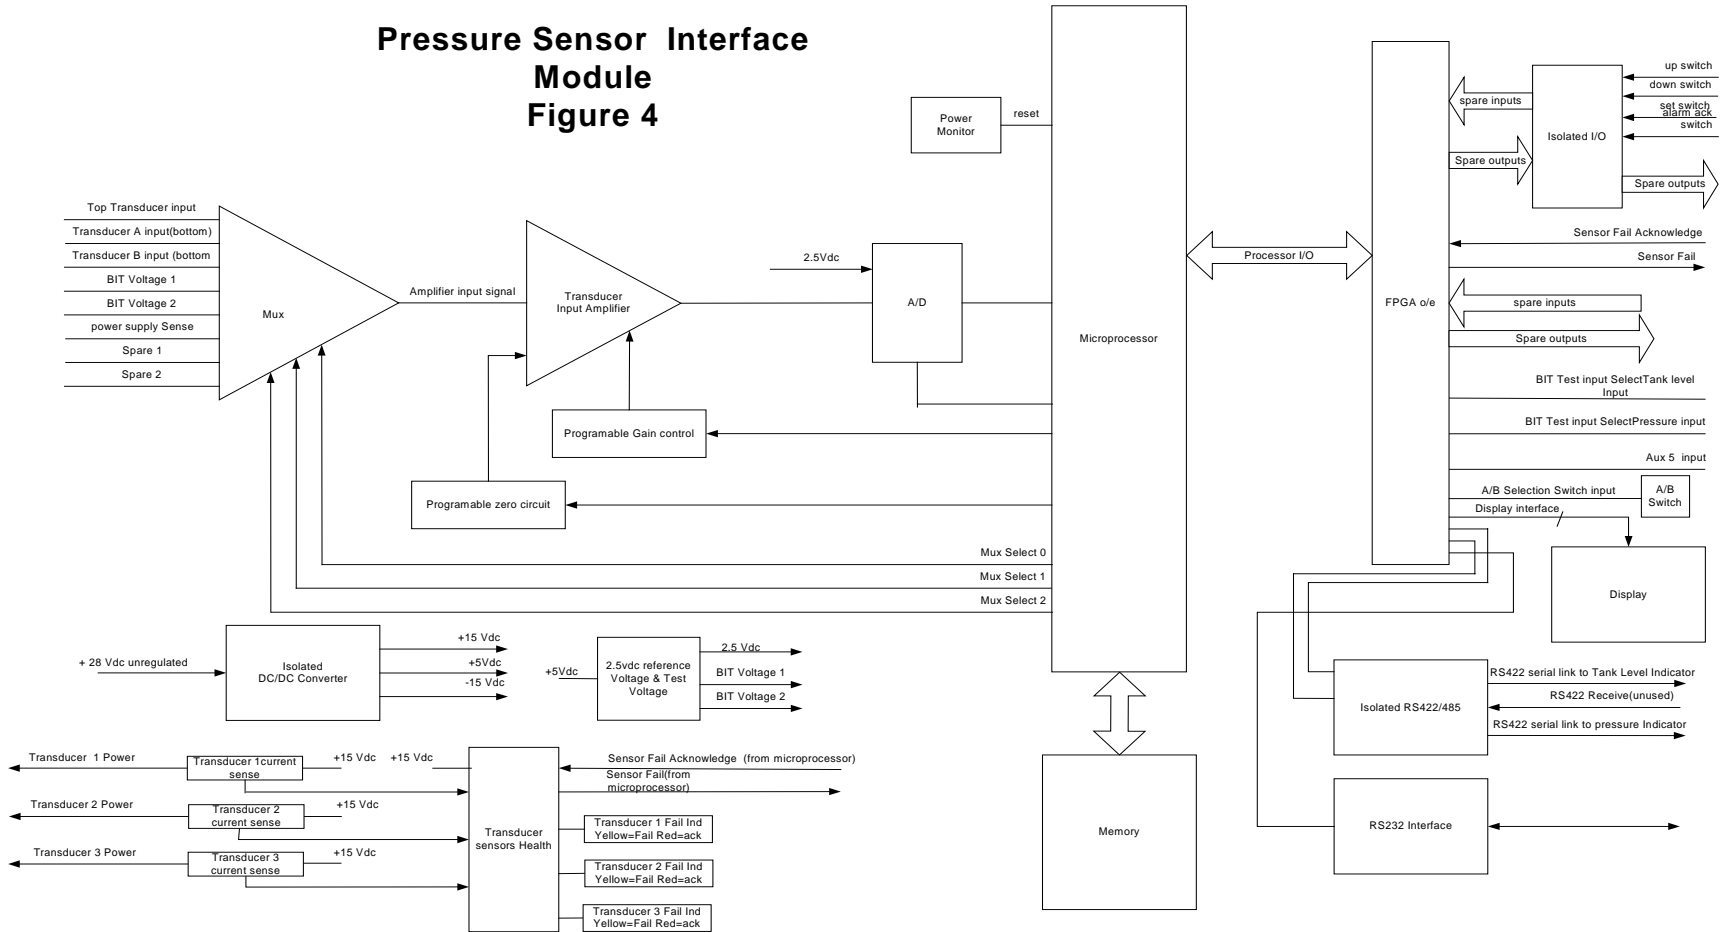 Pressure Sensor Interface
Module
Figure 4
Power
Monitor
reset
Top Transducer input
Transducer A input(bottom)
Transducer B input (bottom
BIT Voltage 1
BIT Voltage 2
power supply Sense
Spare 1
Spare 2
Mux
Amplifier input signal
Transducer
Input Amplifier
2.5Vdc
A/D
Microprocessor
Programable Gain control
Programable zero circuit
Mux Select 0
Mux Select 1
Mux Select 2
Processor I/O
FPGA o/e
spare inputs
Spare outputs
Isolated I/O
up switch
down switch
set switch
alarm ack
switch
Spare outputs
Sensor Fail Acknowledge
Sensor Fail
spare inputs
Spare outputs
BIT Test input SelectTank level
Input
BIT Test input SelectPressure input
Aux 5 input
A/B Selection Switch input
A/B
Switch
Display interface
Display
+ 28 Vdc unregulated
Isolated
DC/DC Converter
+15 Vdc
+5Vdc
-15 Vdc
+5Vdc
2.5vdc reference
Voltage & Test
Voltage
2.5 Vdc
BIT Voltage 1
BIT Voltage 2
Isolated RS422/485
RS422 serial link to Tank Level Indicator
RS422 Receive(unused)
RS422 serial link to pressure Indicator
RS232 Interface
Memory
Transducer 1 Power
Transducer 1current
sense
+15 Vdc
+15 Vdc
Transducer 2 Power
Transducer 2
current sense
+15 Vdc
Transducer 3 Power
Transducer 3
current sense
+15 Vdc
Transducer
sensors Health
Sensor Fail Acknowledge (from microprocessor)
Sensor Fail(from
microprocessor)
Transducer 1 Fail Ind
Yellow=Fail Red=ack
Transducer 2 Fail Ind
Yellow=Fail Red=ack
Transducer 3 Fail Ind
Yellow=Fail Red=ack